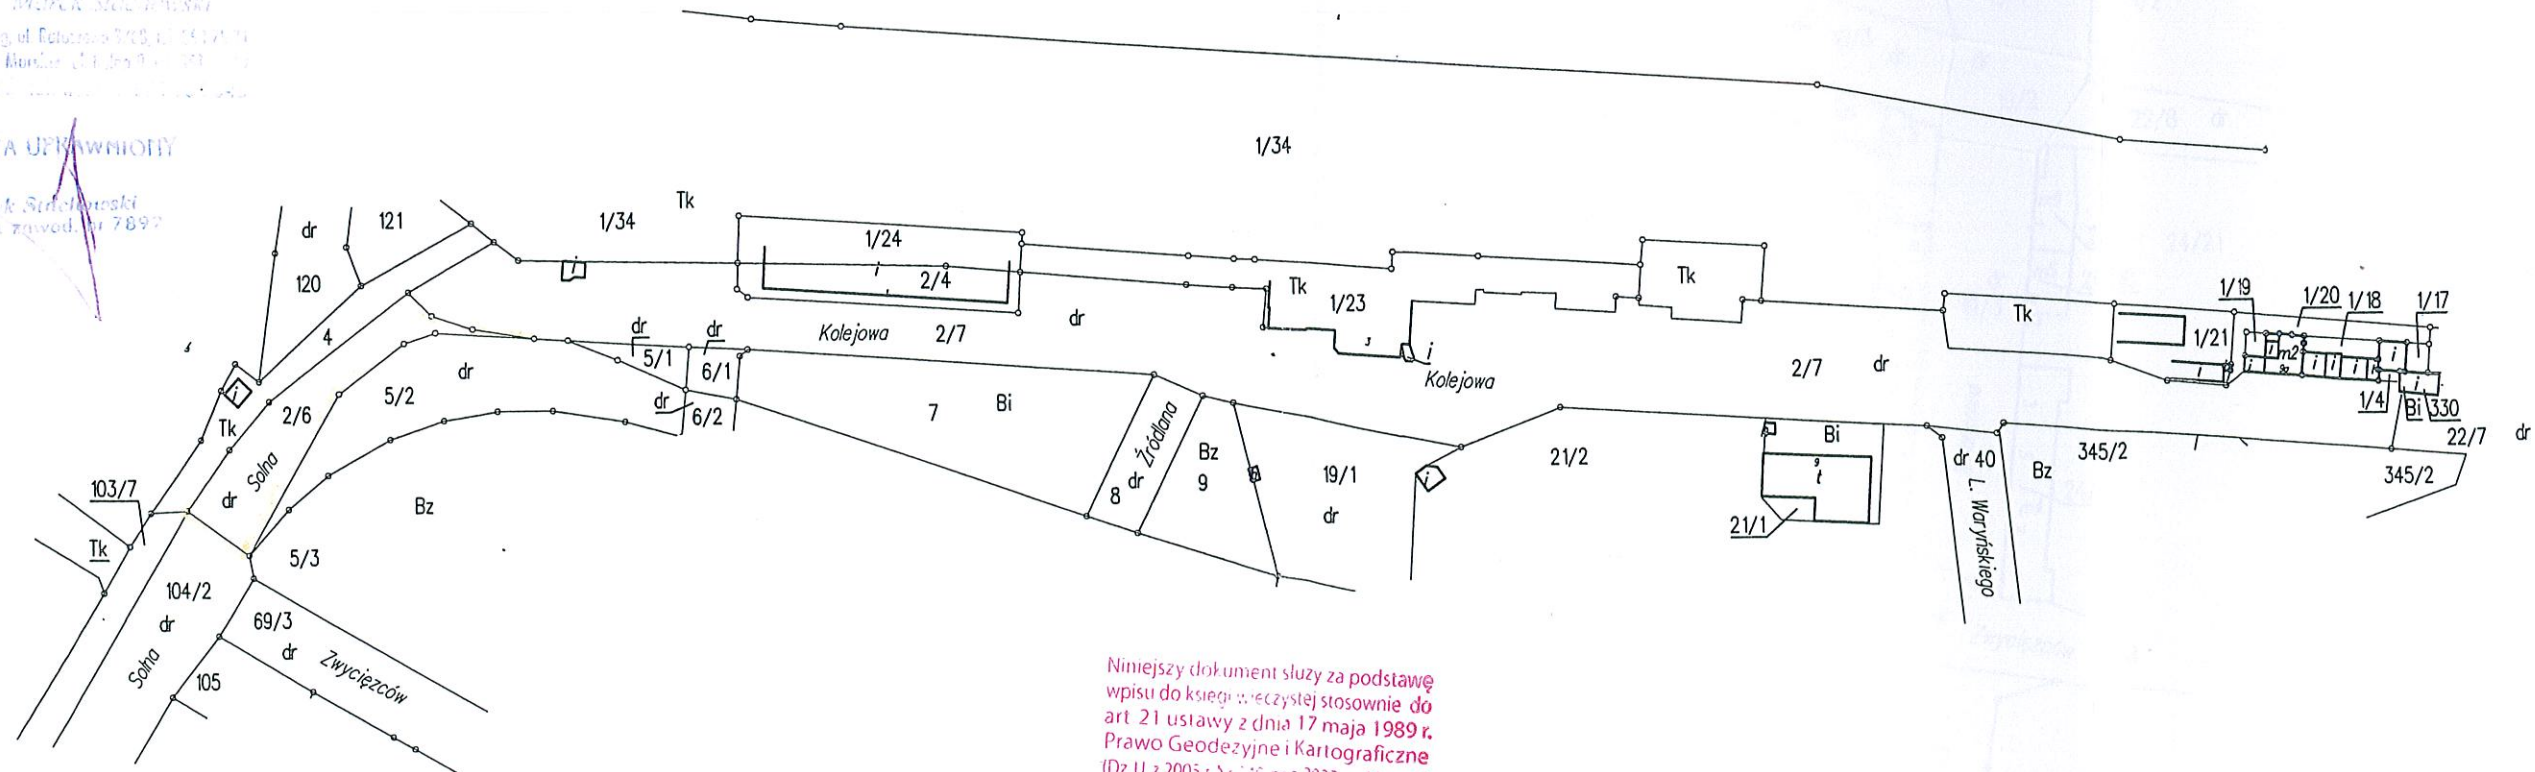 A UPRAWNIONY
zawod. nr 7892
1/34
Tk
1/34
dr
121
120
1/24
i
i
2/4
Tk
1/23
Tk
Tk
1/19
1/20
1/18
1/17
1/21
m2
g
i
i
i
i
i
i
i
i
i
4
dr
dr
Kolejowa
2/7
dr
5/1
6/1
j
i
Kolejowa
2/7
dr
1/4
Bi
330
22/7
dr
i
Tk
2/6
5/2
dr
dr
6/2
7
Bi
dr Źródlana
8
Bz
9
19/1
dr
i
21/2
Bi
g
t
21/1
dr 40
L. Waryńskiego
Bz
345/2
345/2
103/7
Tk
dr
Solna
Bz
5/3
104/2
dr
Solna
69/3
dr
Zwycięzców
105
Niniejszy dokument służy za podstawę
wpisu do księgi wieczystej stosownie do
art 21 ustawy z dnia 17 maja 1989 r.
Prawo Geodezyjne i Kartograficzne
(Dz.U. z 2005 r.